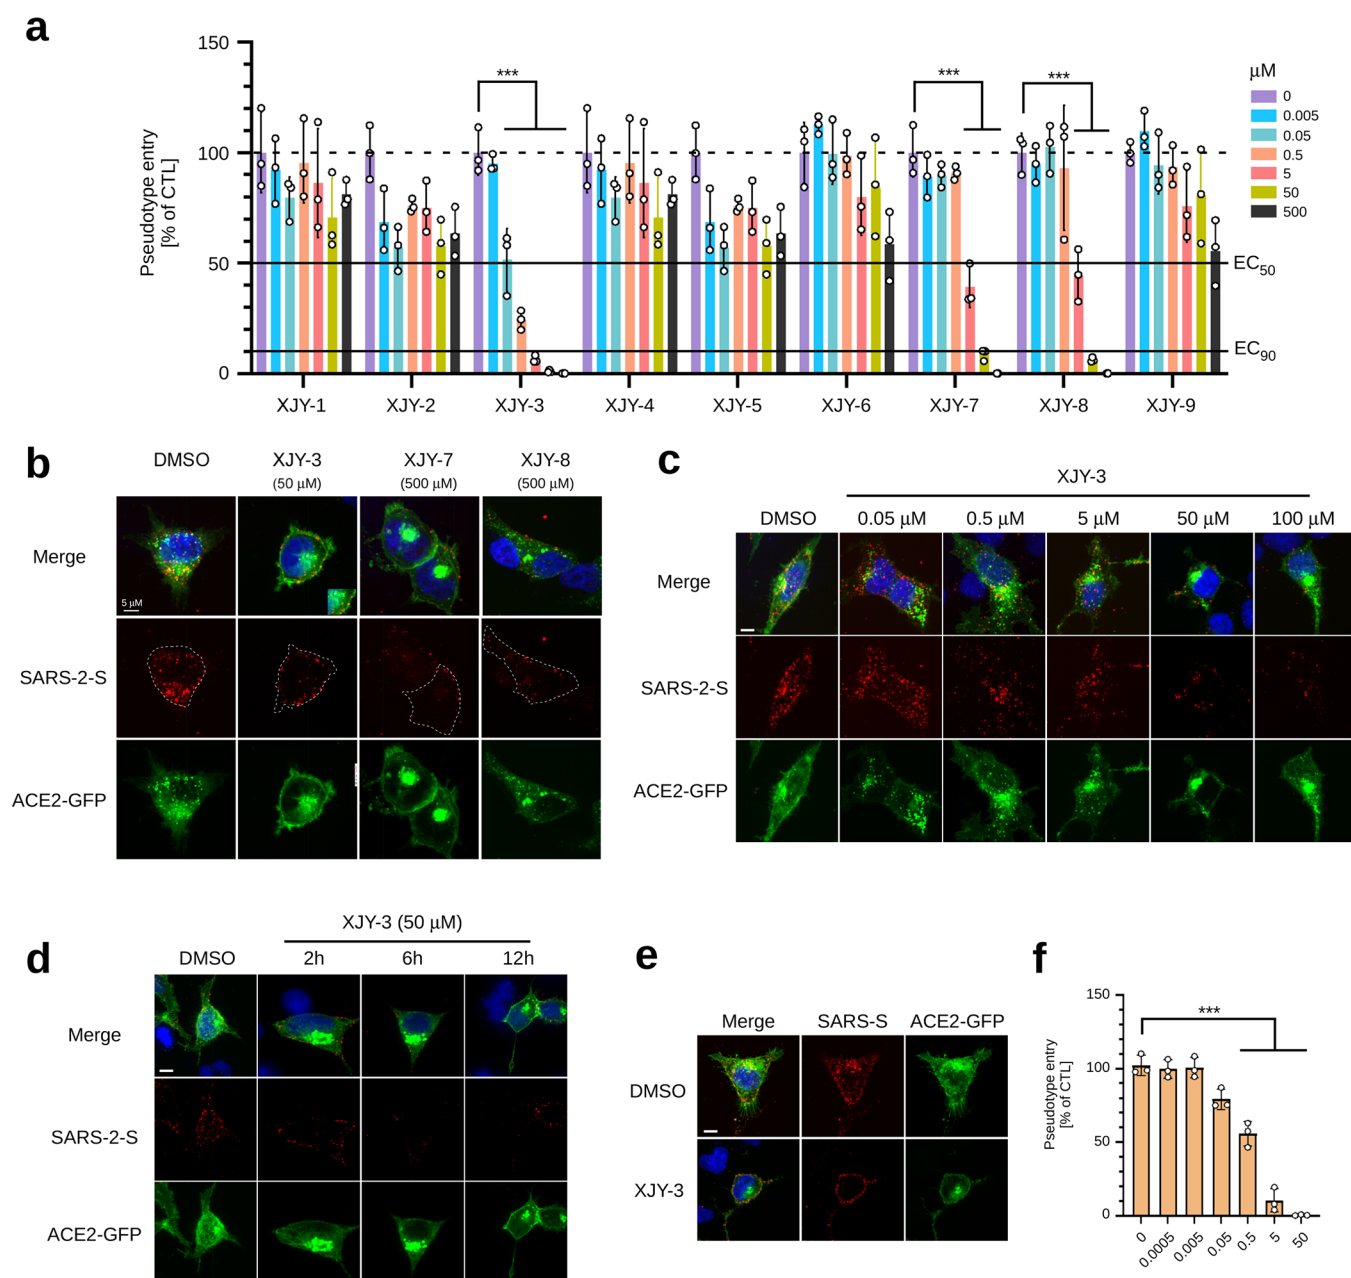 a
150
100
50
0
Pseudotype entry
[% of CTL]
***
***
***
μM
0
0.005
0.05
0.5
5
50
500
EC50
EC90
XJY-1
XJY-2
XJY-3
XJY-4
XJY-5
XJY-6
XJY-7
XJY-8
XJY-9
b
DMSO
XJY-3
(50 μM)
XJY-7
(500 μM)
XJY-8
(500 μM)
Merge
5 μM
SARS-2-S
ACE2-GFP
c
XJY-3
DMSO
0.05 μM
0.5 μM
5 μM
50 μM
100 μM
Merge
SARS-2-S
ACE2-GFP
d
XJY-3 (50 μM)
DMSO
2h
6h
12h
Merge
SARS-2-S
ACE2-GFP
e
Merge
SARS-S
ACE2-GFP
DMSO
XJY-3
f
150
100
50
0
Pseudotype entry
[% of CTL]
***
0
0.0005
0.005
0.05
0.5
5
50